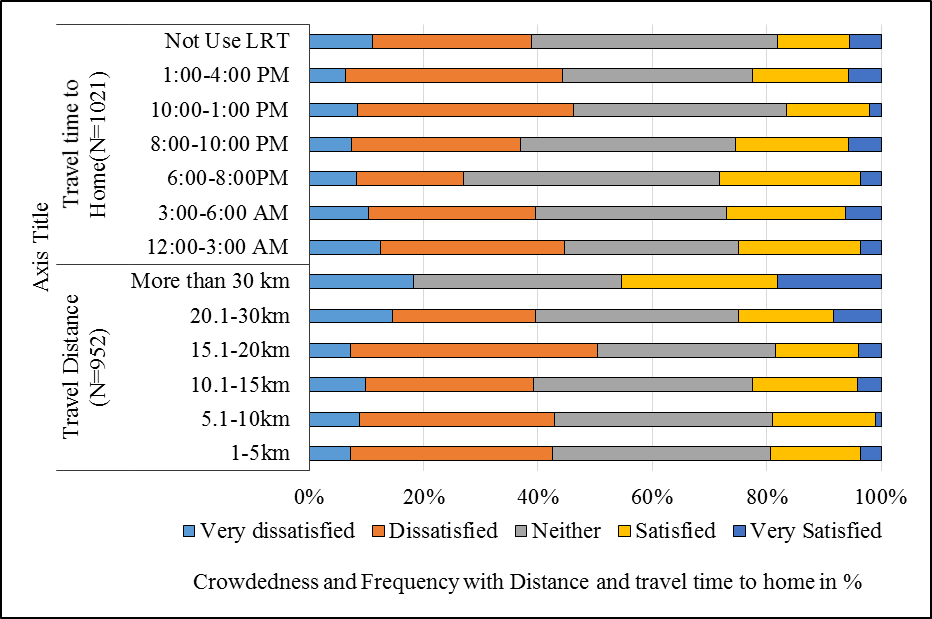 Axis Title
Travel time to
Home(N=1021)
Not Use LRT
1:00-4:00 PM
10:00-1:00 PM
8:00-10:00 PM
6:00-8:00PM
3:00-6:00 AM
12:00-3:00 AM
Travel Distance
(N=952)
More than 30 km
20.1-30km
15.1-20km
10.1-15km
5.1-10km
1-5km
0% 20% 40% 60% 80% 100%
Very dissatisfied Dissatisfied Neither Satisfied Very Satisfied
Crowdedness and Frequency with Distance and travel time to home in %